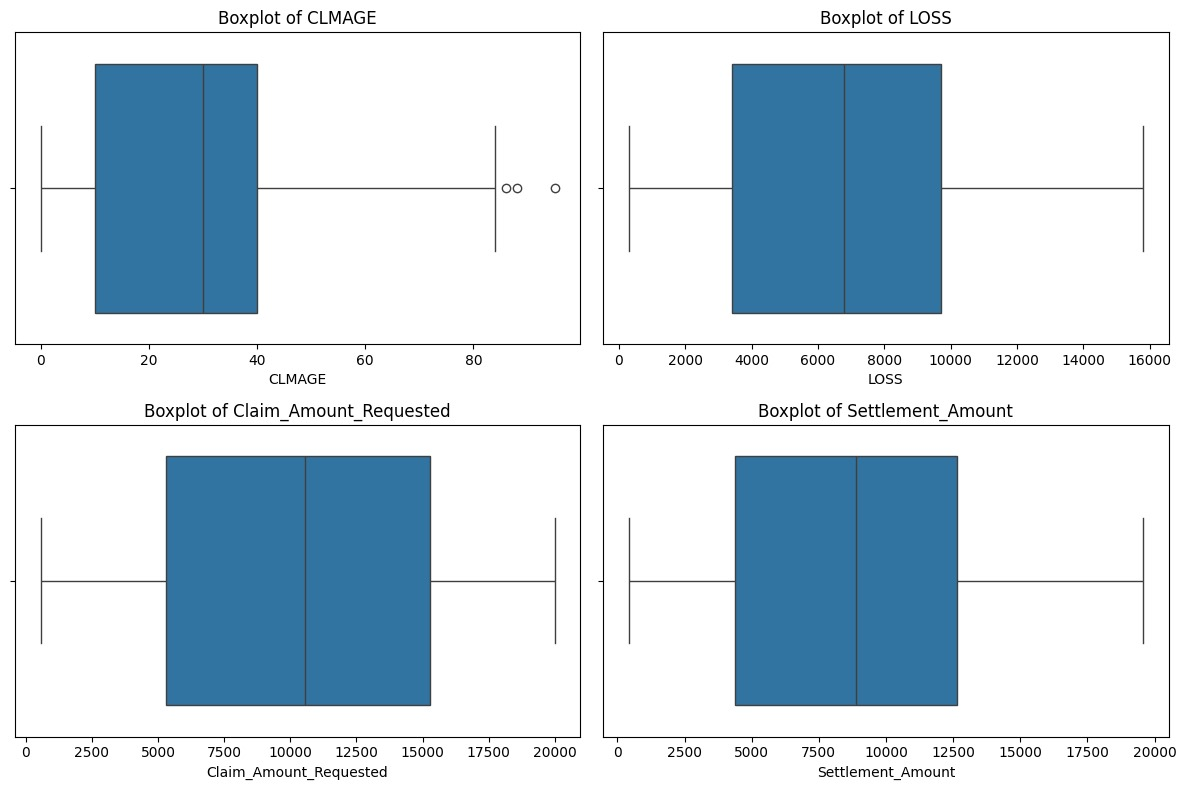 Boxplot of CLMAGE
0 20 40 60 80
CLMAGE
Boxplot of LOSS
0 2000 4000 6000 8000 10000 12000 14000 16000
LOSS
Boxplot of Claim_Amount_Requested
0 2500 5000 7500 10000 12500 15000 17500 20000
Claim_Amount_Requested
Boxplot of Settlement_Amount
0 2500 5000 7500 10000 12500 15000 17500 20000
Settlement_Amount